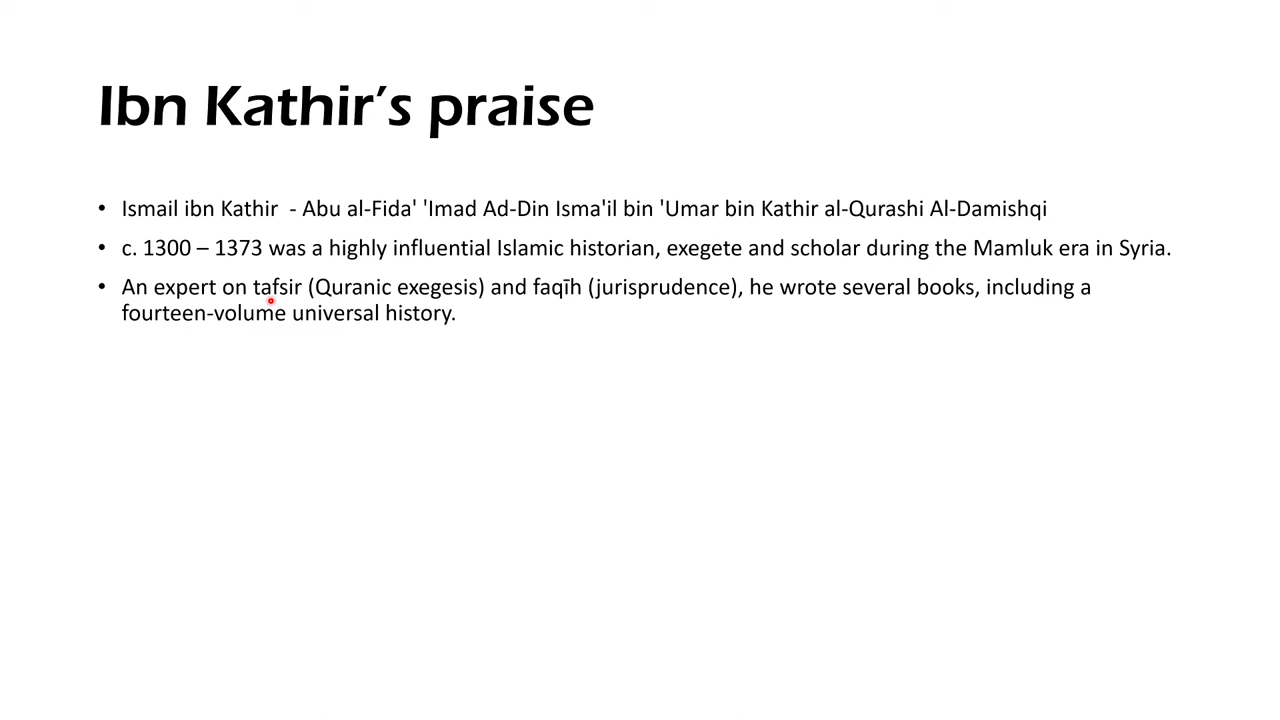 Ibn Kathir’s praise
• Ismail ibn Kathir  - Abu al-Fida' 'Imad Ad-Din Isma'il bin 'Umar bin Kathir al-Qurashi Al-Damishqi
• c. 1300 – 1373 was a highly influential Islamic historian, exegete and scholar during the Mamluk era in Syria.
• An expert on tafsir (Quranic exegesis) and faqīh (jurisprudence), he wrote several books, including a
fourteen-volume universal history.